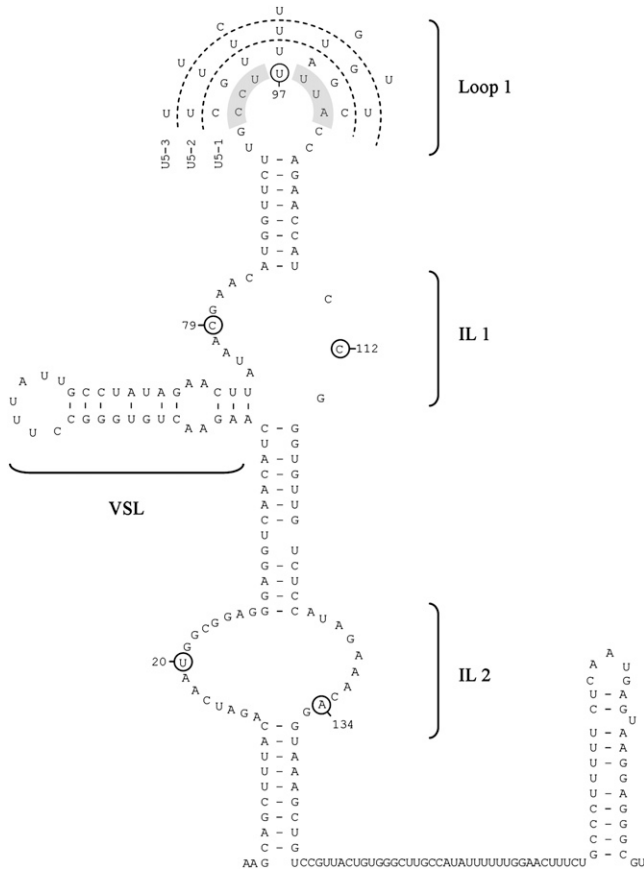 U
C U U G
U U U A U
U G U U U G G U
97
U U C C C U U A C U
U5-3 U5-2 U5-1
G C
U
U – A
C – G
U – A
U – A
G – C
G – C
U – A
A – U
Loop 1
C
A
A
G
C
79
A
A
U
A
C
C
112
G
IL 1
U U A U U G C C U A U A G A A C U U
U U C C G G G U G U C A A G A A
VSL
C – G
U – G
A – U
C – G
A – U
A – U
C – G
U U
G C
G – U
A – C
G – C
G G A G G C G G
U
20
A A C U A G A
C A U A G A A A C A G G
134
IL 2
C – G
A – U
U – A
U – A
U – A
C – G
G – C
A – U
C – G
AAG UCCGUUACUGUGGGCUUGCCAUAUUUUUUGGAACUUUCU
A
A U
C G
U A
C G U
U – A
U – A
U – G
U – G
C – A
C – G
C – G
G C GU